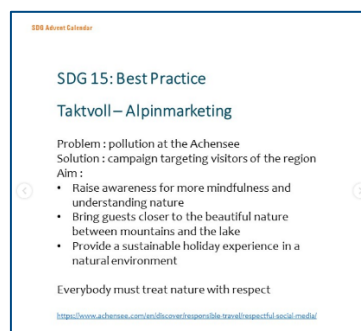 SDG Advent Calendar
SDG 15: Best Practice
Taktvoll – Alpinmarketing
Problem : pollution at the Achensee
Solution : campaign targeting visitors of the region
Aim :
• Raise awareness for more mindfulness and
understanding nature
• Bring guests closer to the beautiful nature
between mountains and the lake
• Provide a sustainable holiday experience in a
natural environment
Everybody must treat nature with respect
https://www.achensee.com/en/discover/responsible-travel/respectful-social-media/